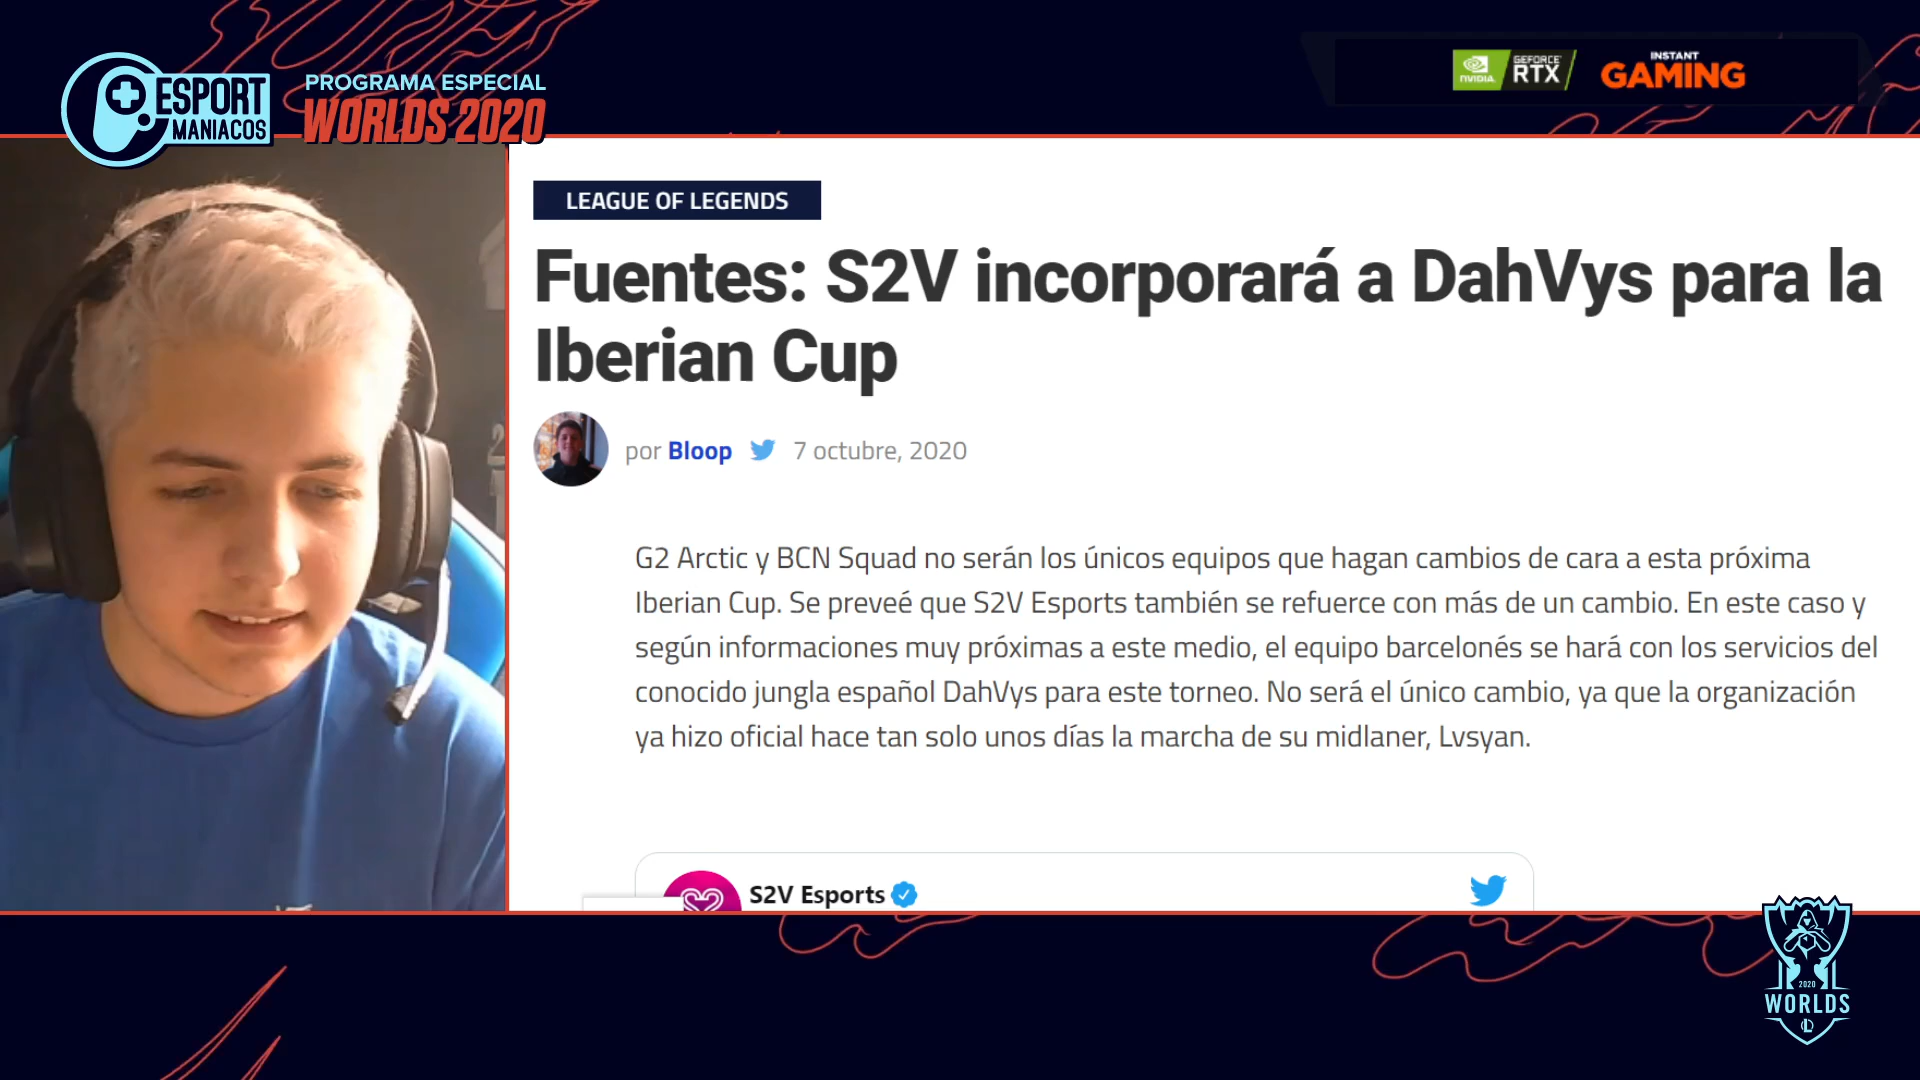 ESPORT
MANIACOS
PROGRAMA ESPECIAL
WORLDS 2020
NVIDIA
GEFORCE
RTX
INSTANT
GAMING
LEAGUE OF LEGENDS
Fuentes: S2V incorporará a DahVys para la
Iberian Cup
por Bloop 7 octubre, 2020
G2 Arctic y BCN Squad no serán los únicos equipos que hagan cambios de cara a esta próxima
Iberian Cup. Se preveé que S2V Esports también se refuerce con más de un cambio. En este caso y
según informaciones muy próximas a este medio, el equipo barcelonés se hará con los servicios del
conocido jungla español DahVys para este torneo. No será el único cambio, ya que la organización
ya hizo oficial hace tan solo unos días la marcha de su midlaner, Lvsyan.
S2V Esports
2020
WORLDS